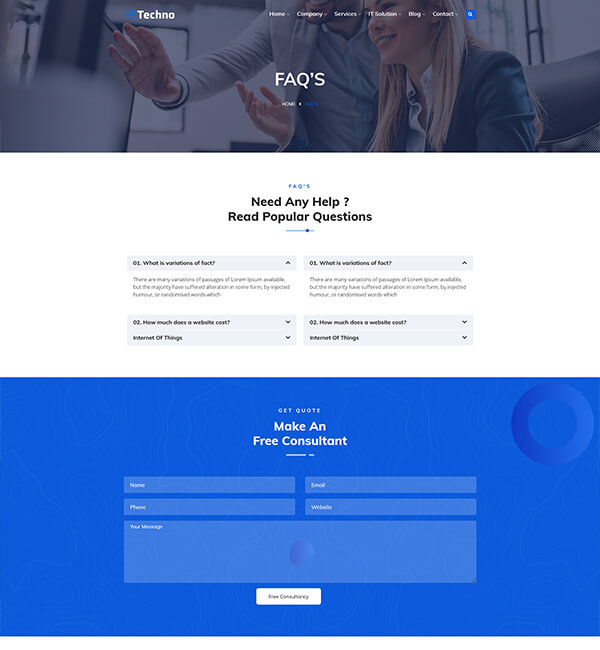 Techno
Home Company Services IT Solution Blog Contact
FAQ'S
HOME FAQ'S
FAQ'S
Need Any Help ?
Read Popular Questions
01. What is variations of fact?
There are many variations of passages of Lorem Ipsum available,
but the majority have suffered alteration in some form, by injected
humour, or randomised words which
02. How much does a website cost?
Internet Of Things
01. What is variations of fact?
There are many variations of passages of Lorem Ipsum available,
but the majority have suffered alteration in some form, by injected
humour, or randomised words which
02. How much does a website cost?
Internet Of Things
GET QUOTE
Make An
Free Consultant
Name
Email
Phone
Website
Your Message
Free Consultancy